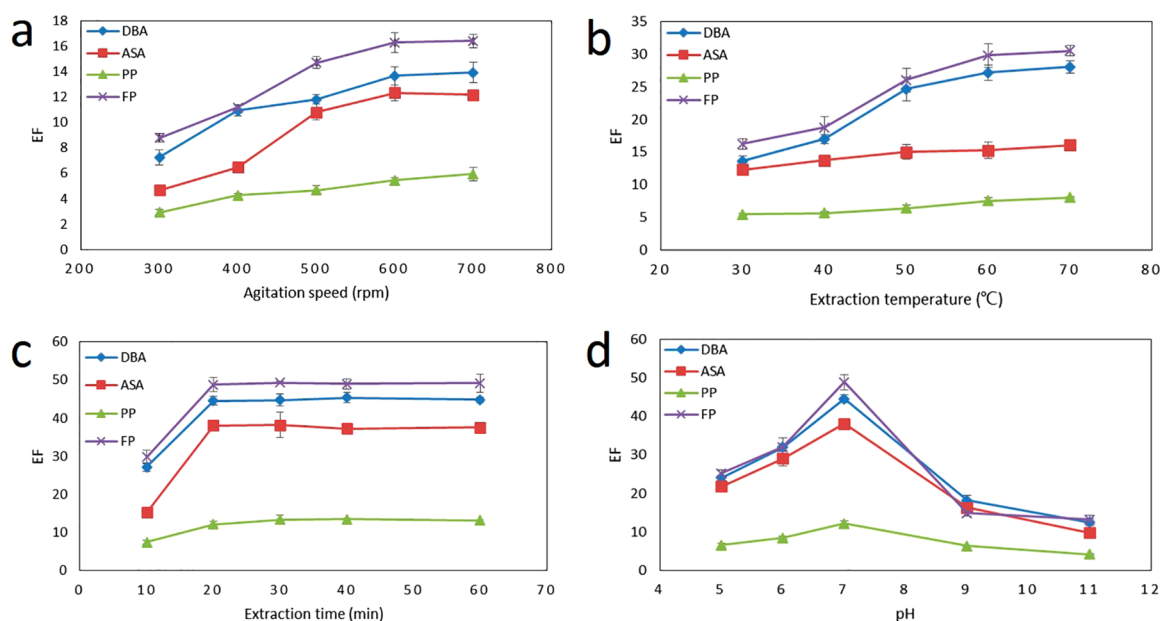 a
18
16
14
12
10
8
6
4
2
0
EF
DBA
ASA
PP
FP
200 300 400 500 600 700 800
Agitation speed (rpm)
b
35
30
25
20
15
10
5
0
EF
DBA
ASA
PP
FP
20 30 40 50 60 70 80
Extraction temperature (℃)
c
60
50
40
30
20
10
0
EF
DBA
ASA
PP
FP
0 10 20 30 40 50 60 70
Extraction time (min)
d
60
50
40
30
20
10
0
EF
DBA
ASA
PP
FP
4 5 6 7 8 9 10 11 12
pH